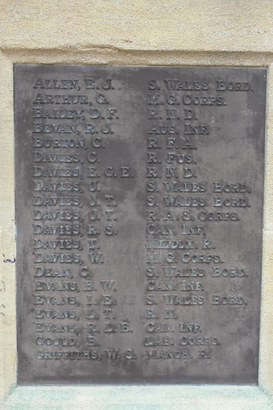 ALLEN, E. J. S. WALES BORD.
ARTHUR, G. M. G. CORPS.
BAILEY, D. F. R. N. D.
BEVAN, R. J. AUS. INF.
BURTON, C. R. F. A.
DAVIES, C. R. FUS.
DAVIES, E. G. E. R. N. D.
DAVIES, J. S. WALES BORD.
DAVIES, J. T. S. WALES BORD.
DAVIES, O. T. R. A. S. CORPS.
DAVIES, R. S. CAN. INF.
DAVIES, T. MIDDX. R.
DAVIES, W. M. G. CORPS.
DEAN, C. S. WALES BORD.
EVANS, B. W. CAN. INF.
EVANS, I. E. S. WALES BORD.
EVANS, L. T. R. N.
EVANS, R. L. E. CAN. INF.
GOULD, E. LAB. CORPS.
GRIFFITHS, W. S. MANCH. R.